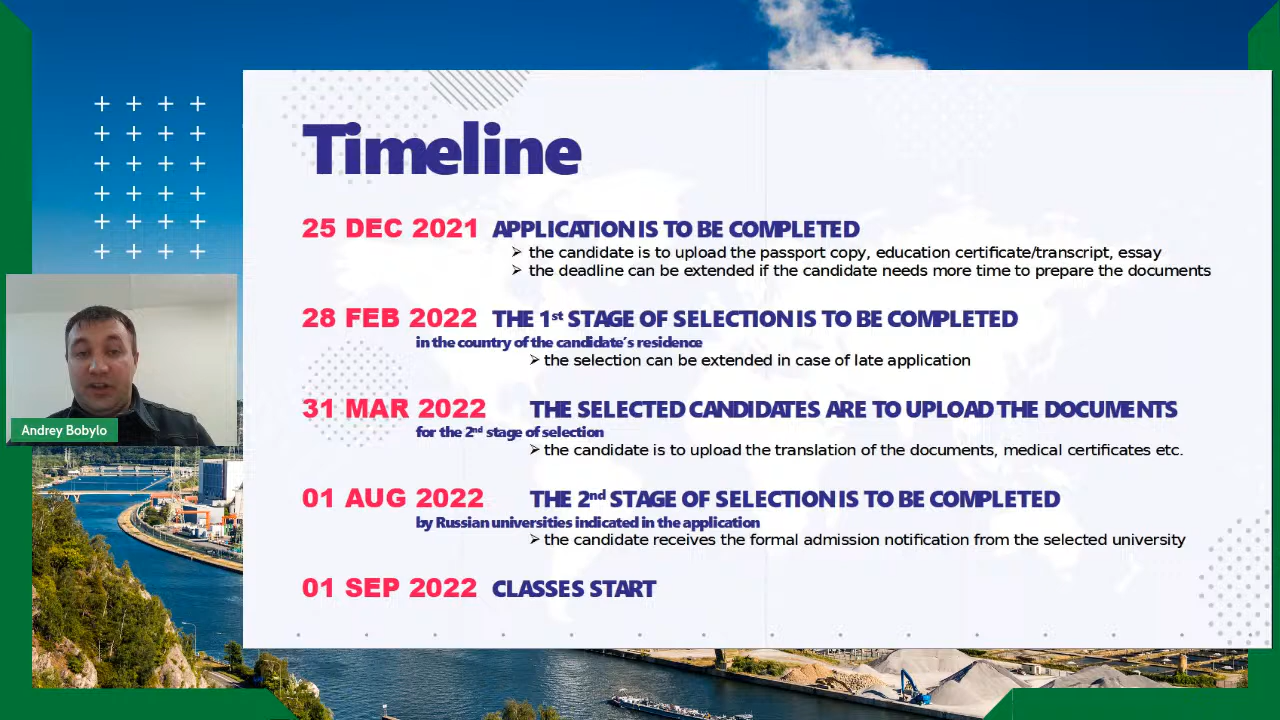 Timeline
25 DEC 2021 APPLICATION IS TO BE COMPLETED
➢ the candidate is to upload the passport copy, education certificate/transcript, essay
➢ the deadline can be extended if the candidate needs more time to prepare the documents
28 FEB 2022 THE 1st STAGE OF SELECTION IS TO BE COMPLETED
in the country of the candidate's residence
➢ the selection can be extended in case of late application
31 MAR 2022 THE SELECTED CANDIDATES ARE TO UPLOAD THE DOCUMENTS
for the 2nd stage of selection
➢ the candidate is to upload the translation of the documents, medical certificates etc.
01 AUG 2022 THE 2nd STAGE OF SELECTION IS TO BE COMPLETED
by Russian universities indicated in the application
➢ the candidate receives the formal admission notification from the selected university
01 SEP 2022 CLASSES START
Andrey Bobylo